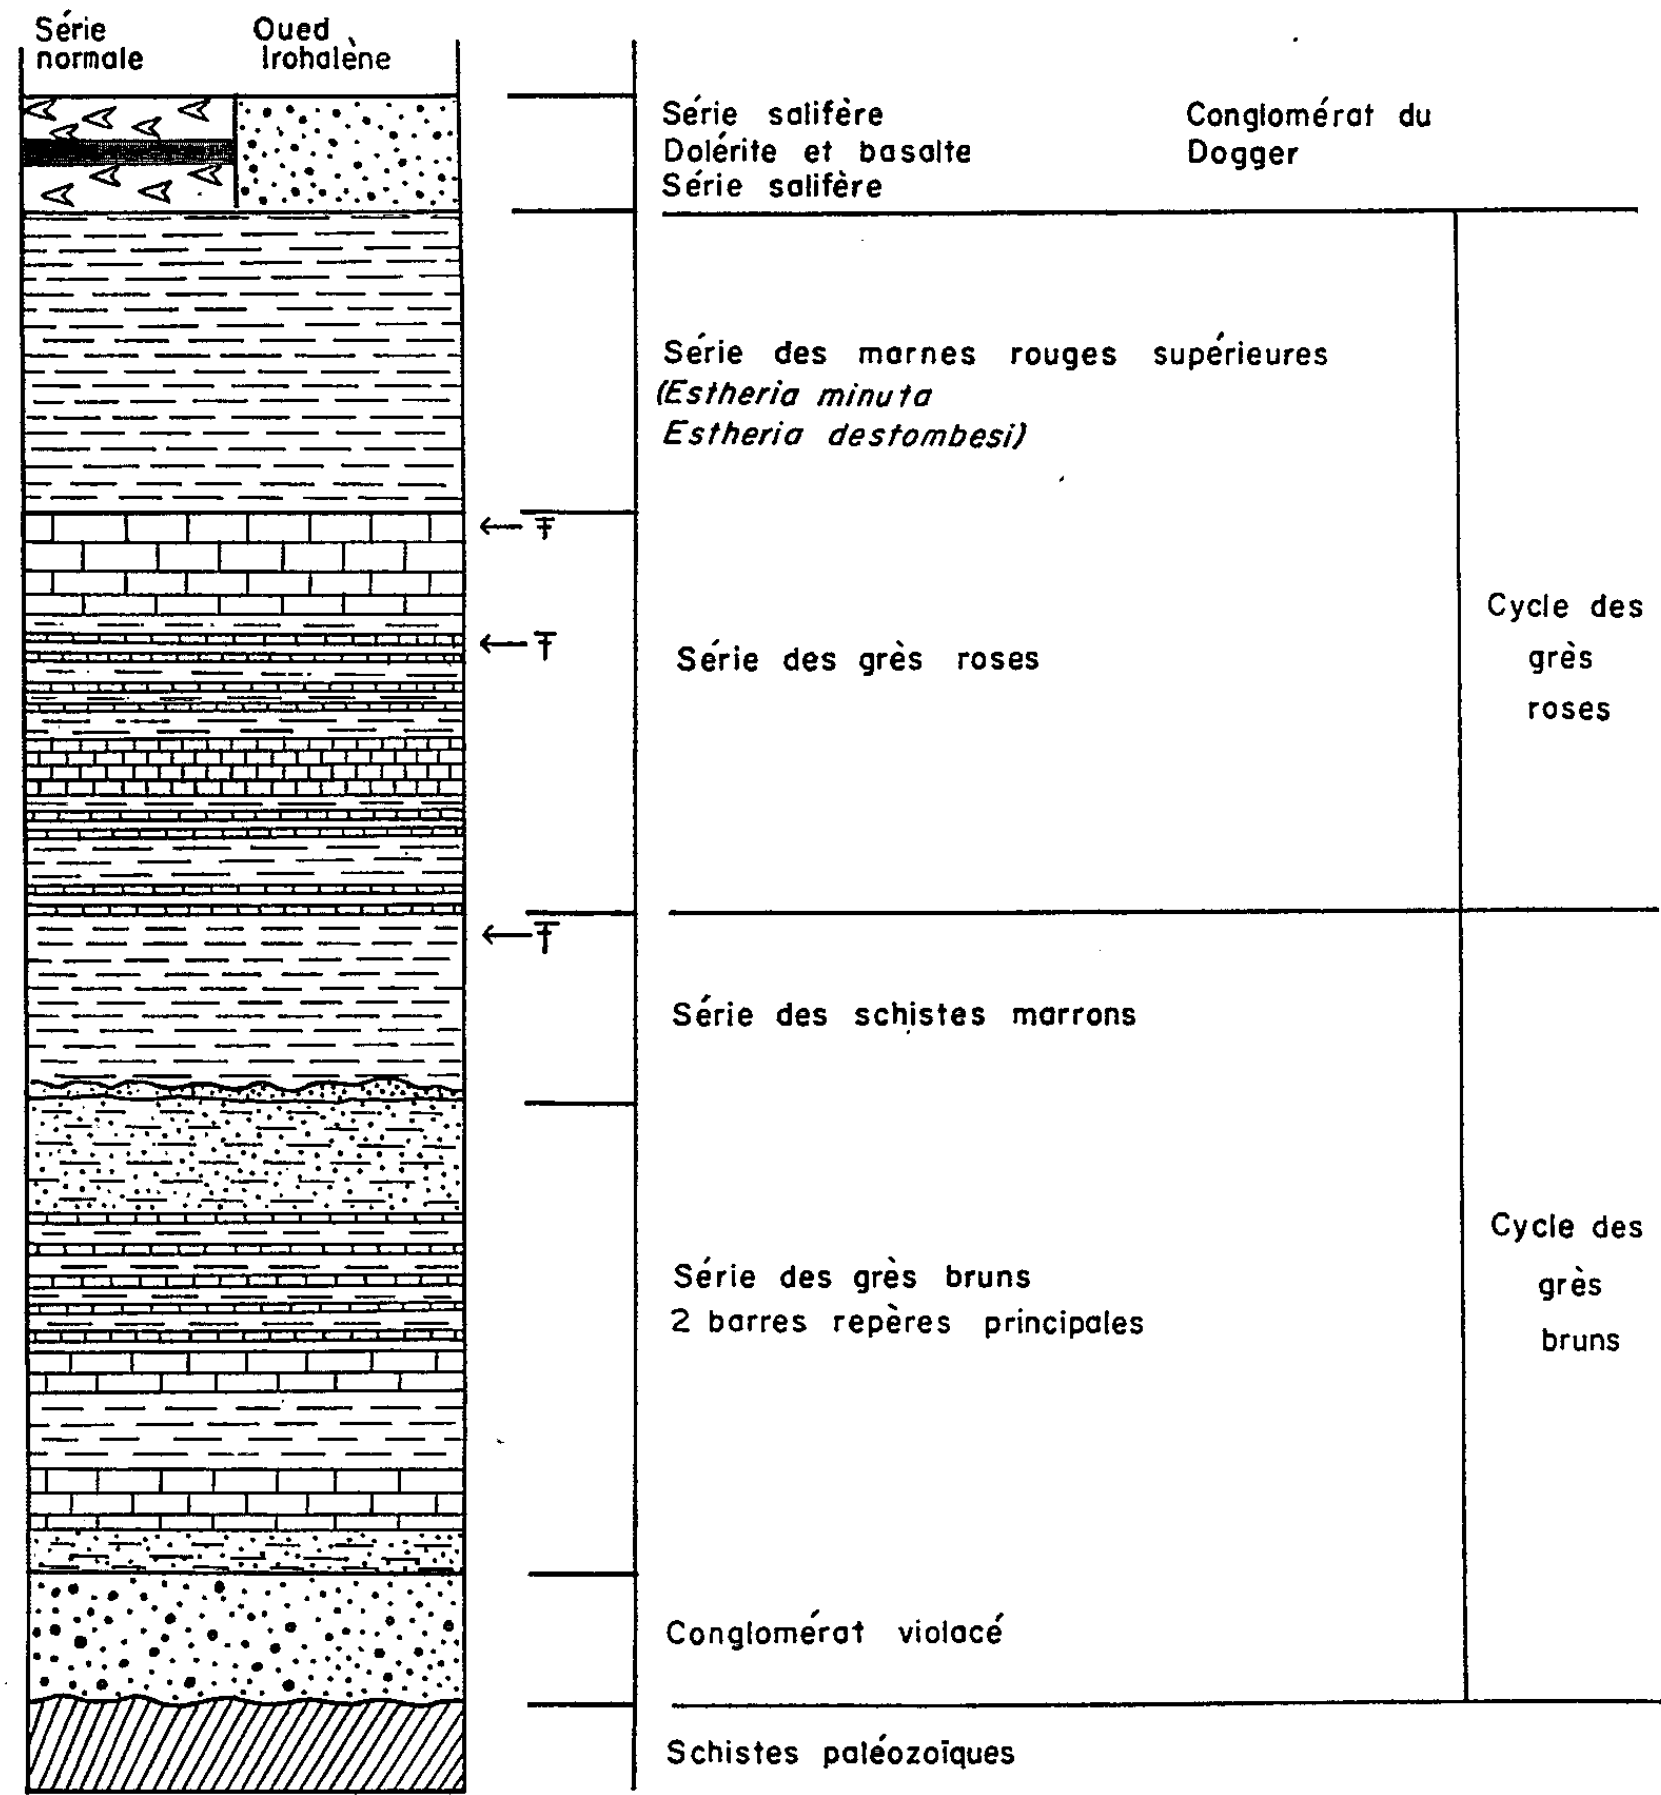 Série normale
Oued Irohalène
Série salifère
Dolérite et basalte
Série salifère
Conglomérat du
Dogger
Série des marnes rouges supérieures
(Estheria minuta
Estheria destombesi)
Série des grès roses
Cycle des
grès
roses
Série des schistes marrons
Série des grès bruns
2 barres repères principales
Cycle des
grès
bruns
Conglomérat violacé
Schistes paléozoïques